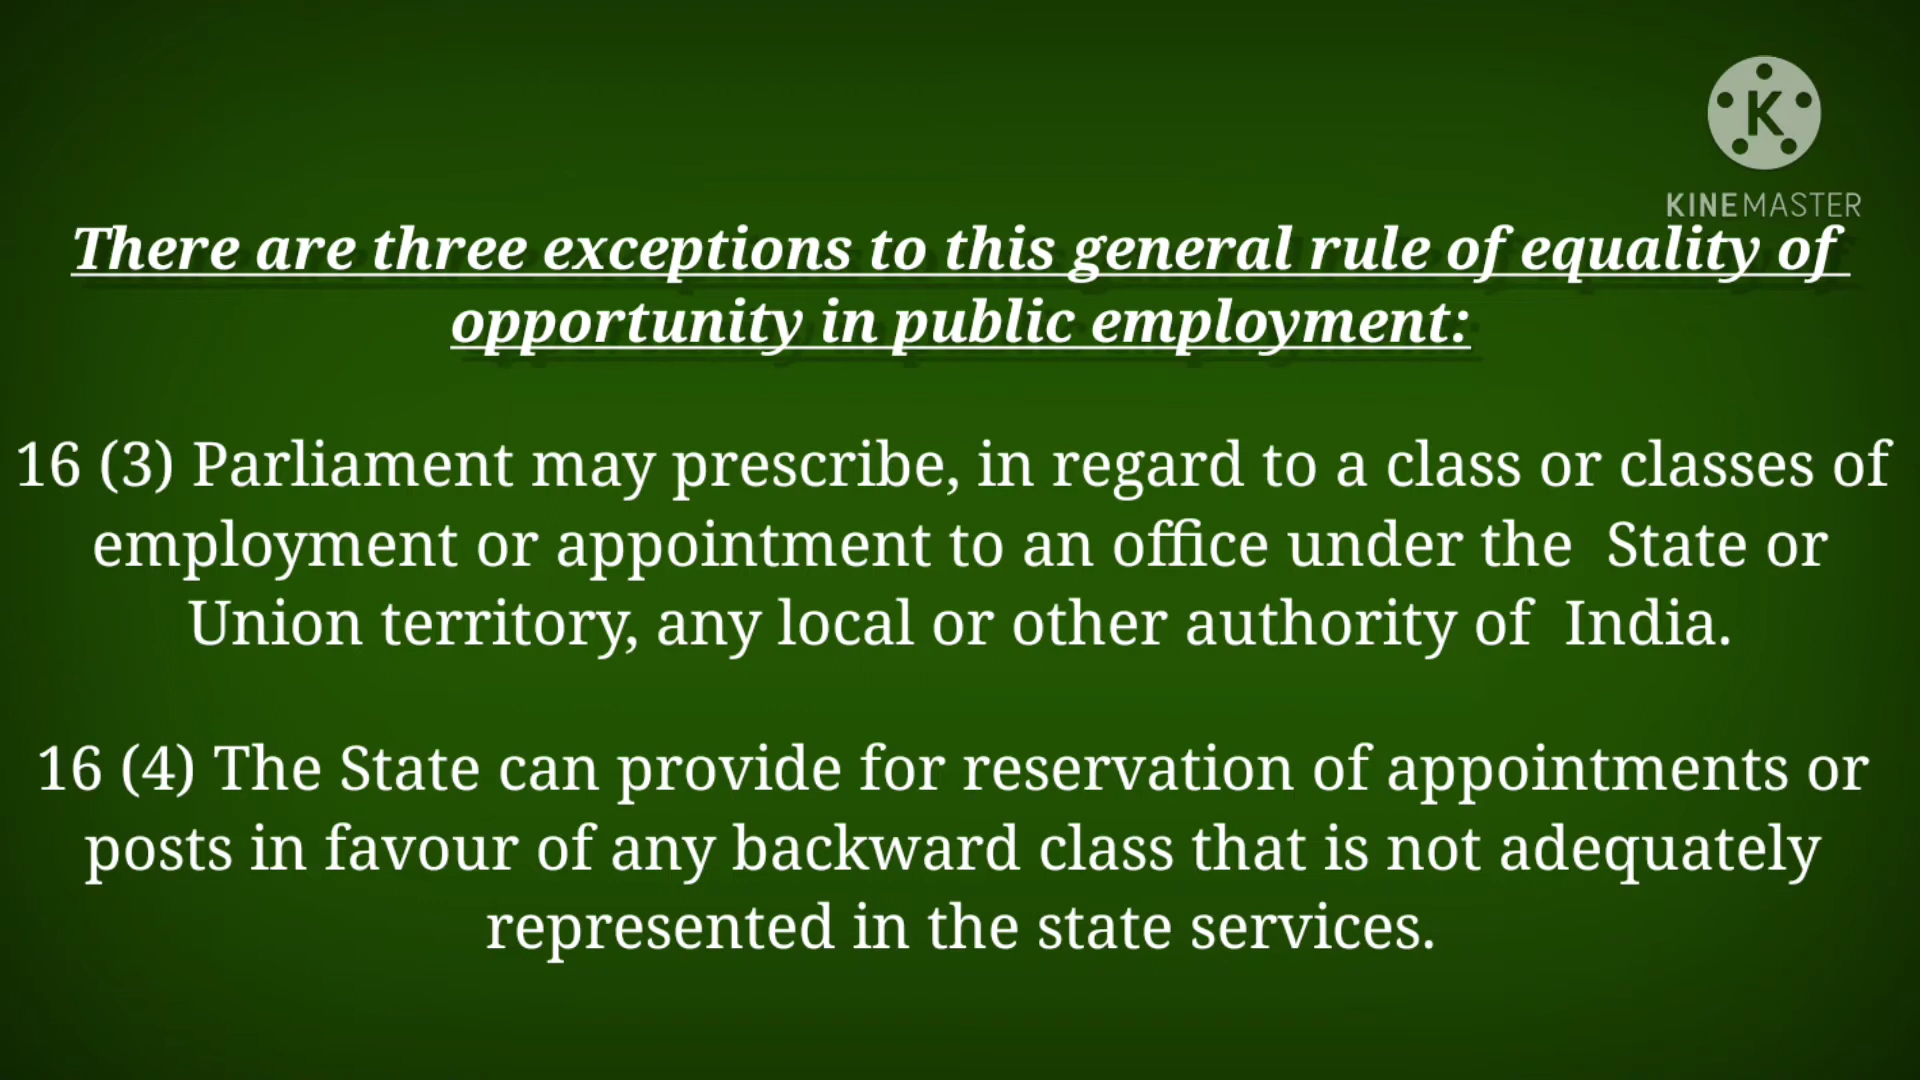 K
KINEMASTER
There are three exceptions to this general rule of equality of
opportunity in public employment:
16 (3) Parliament may prescribe, in regard to a class or classes of
employment or appointment to an office under the  State or
Union territory, any local or other authority of  India.
16 (4) The State can provide for reservation of appointments or
posts in favour of any backward class that is not adequately
represented in the state services.